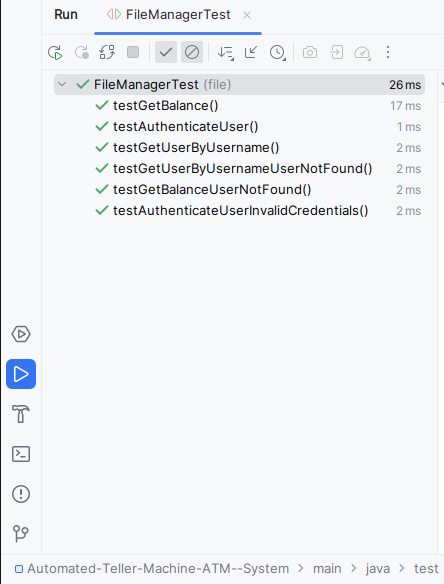 Run FileManagerTest
FileManagerTest (file) 26 ms
testGetBalance() 17 ms
testAuthenticateUser() 1 ms
testGetUserByUsername() 2 ms
testGetUserByUsernameUserNotFound() 2 ms
testGetBalanceUserNotFound() 2 ms
testAuthenticateUserInvalidCredentials() 2 ms
Automated-Teller-Machine-ATM--System > main > java > test